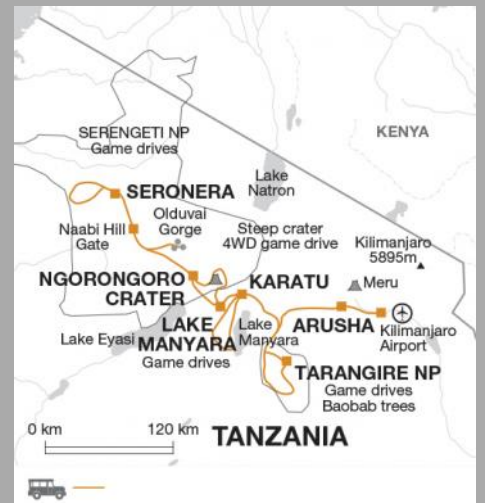 SERENGETI NP
Game drives
KENYA
SERONERA
Lake
Natron
Olduvai
Gorge
Naabi Hill
Gate
Steep crater
4WD game drive
Kilimanjaro
5895m
NGORONGORO
CRATER
KARATU
Meru
LAKE
MANYARA
Game drives
Lake
Manyara
ARUSHA
Kilimanjaro
Airport
Lake Eyasi
TARANGIRE NP
Game drives
Baobab trees
0 km
120 km
TANZANIA